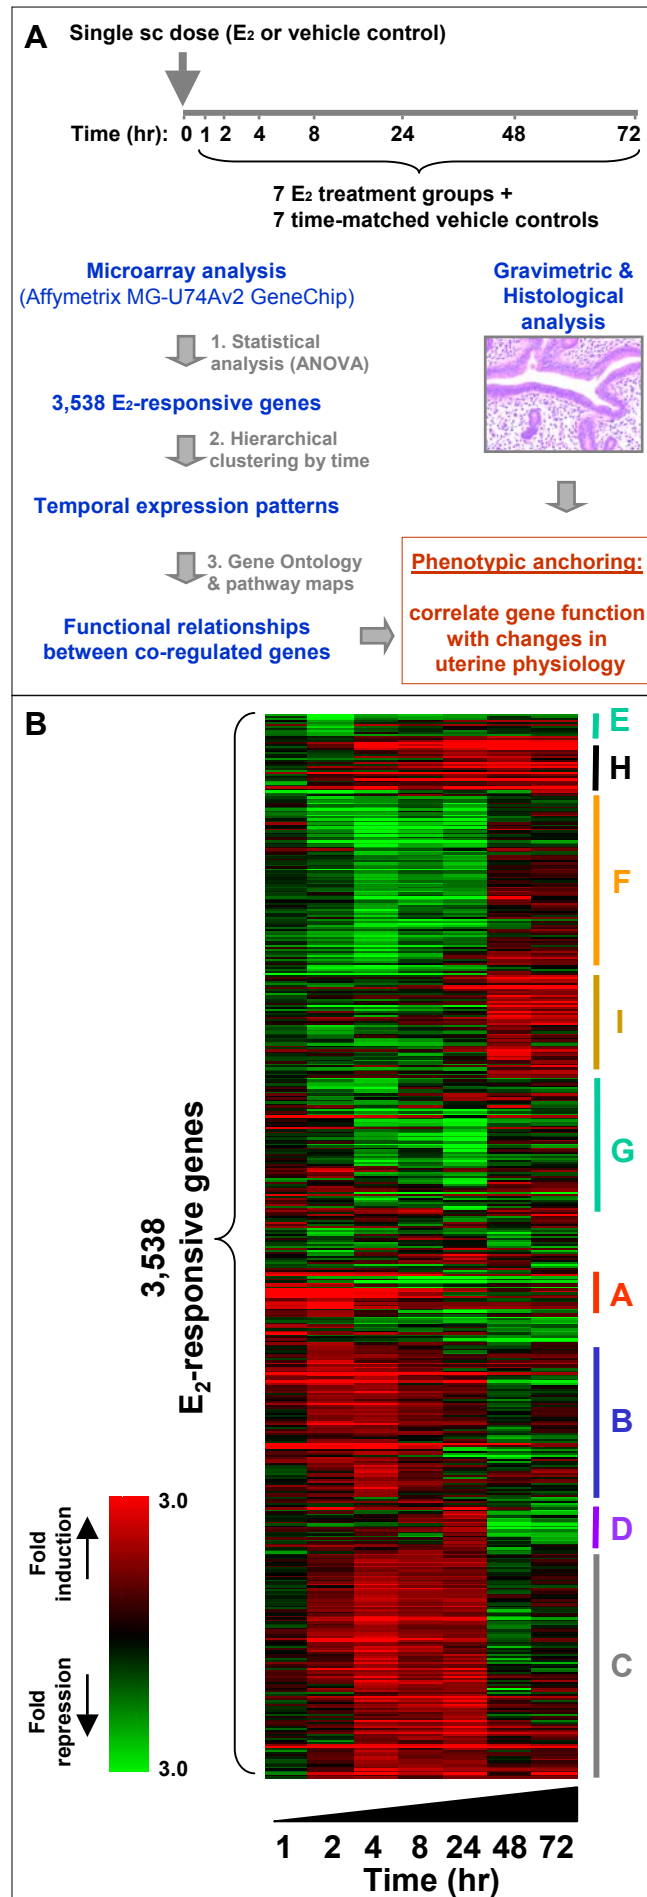 A
Single sc dose (E₂ or vehicle control)
Time (hr): 0 1 2 4 8 24 48 72
7 E₂ treatment groups +
7 time-matched vehicle controls
Microarray analysis
(Affymetrix MG-U74Av2 GeneChip)
1. Statistical
analysis (ANOVA)
3,538 E₂-responsive genes
2. Hierarchical
clustering by time
Temporal expression patterns
3. Gene Ontology
& pathway maps
Functional relationships
between co-regulated genes
Gravimetric &
Histological
analysis
Phenotypic anchoring:
correlate gene function
with changes in
uterine physiology
B
3,538
E₂-responsive genes
E
H
F
I
G
A
B
D
C
Fold
induction
Fold
repression
3.0
3.0
1 2 4 8 24 48 72
Time (hr)